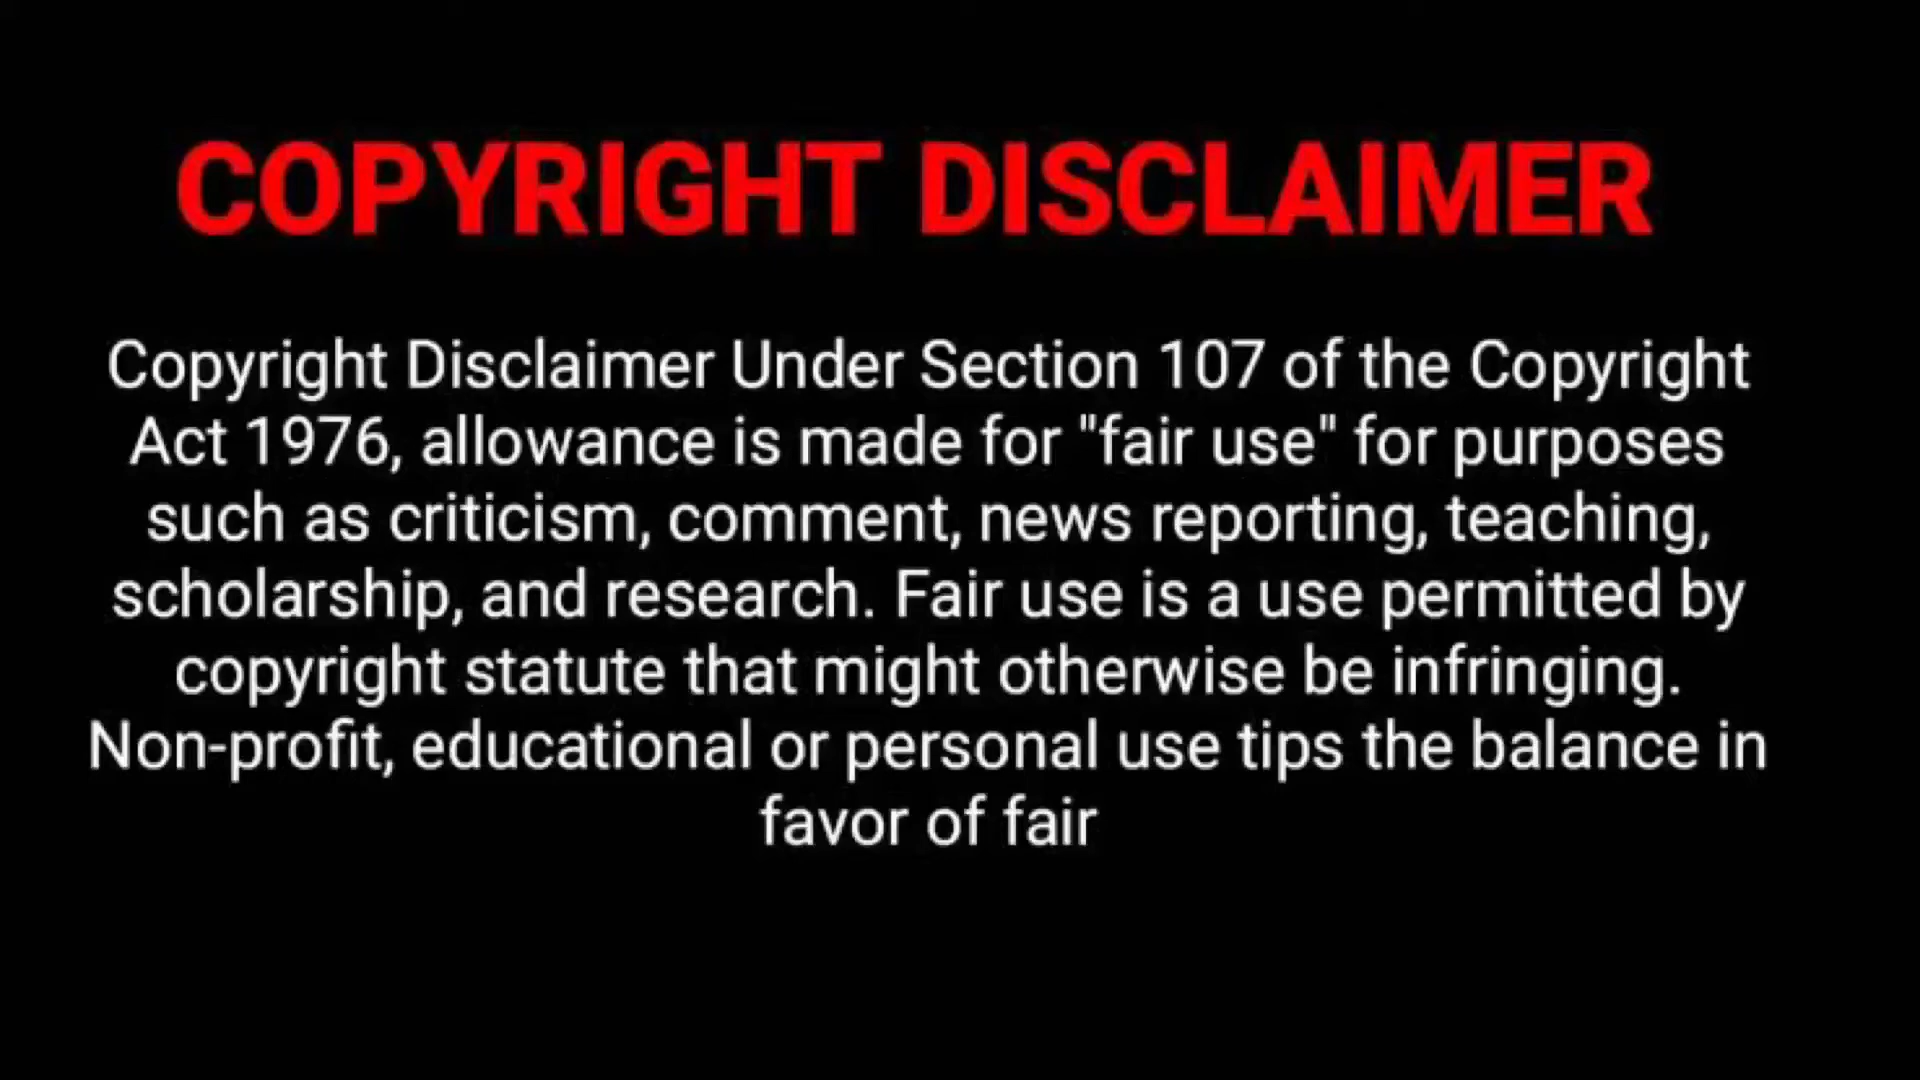 COPYRIGHT DISCLAIMER
Copyright Disclaimer Under Section 107 of the Copyright
Act 1976, allowance is made for "fair use" for purposes
such as criticism, comment, news reporting, teaching,
scholarship, and research. Fair use is a use permitted by
copyright statute that might otherwise be infringing.
Non-profit, educational or personal use tips the balance in
favor of fair